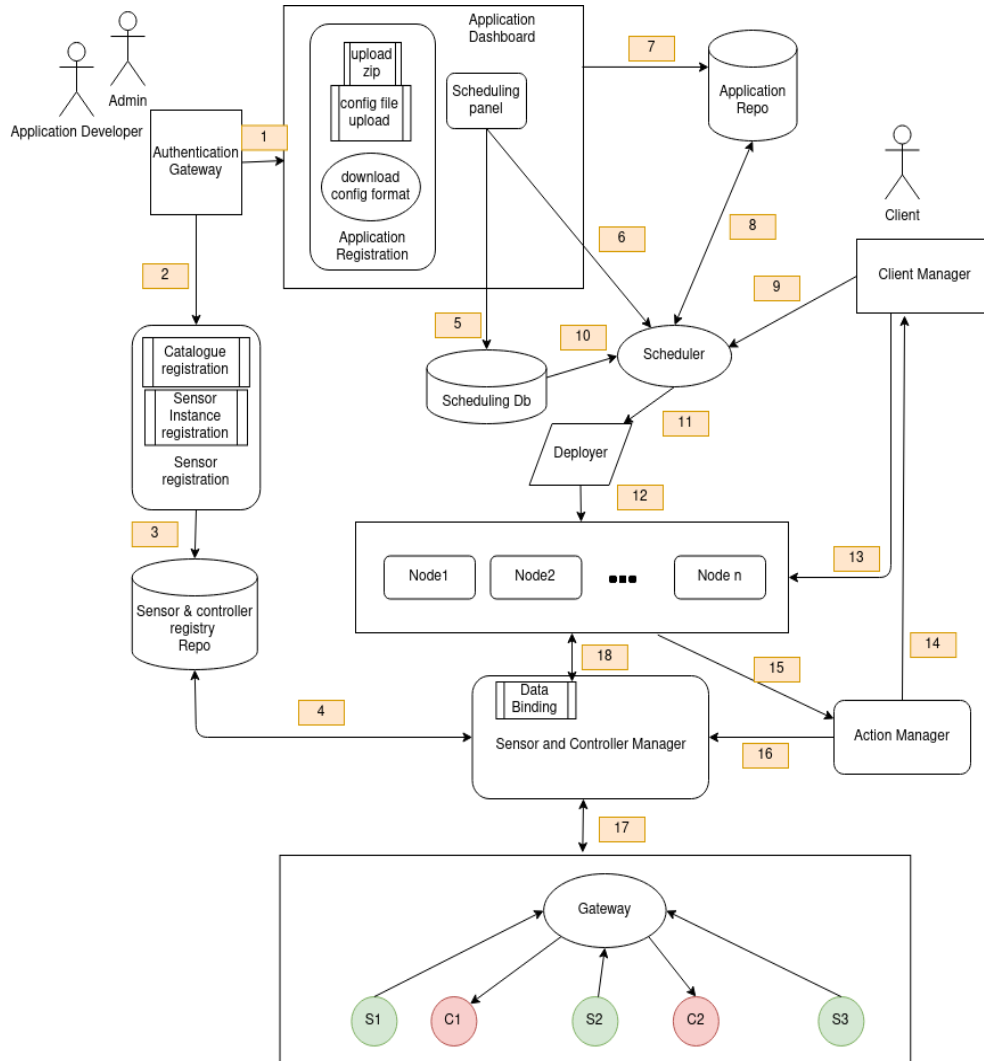 Application
Dashboard
7
upload
zip
Application
Repo
Scheduling
panel
config file
upload
Admin
Application Developer
1
Authentication
Gateway
download
config format
Application
Registration
6
8
Client
2
9
Client Manager
5
10
Catalogue
registration
Scheduler
Sensor
Instance
registration
Scheduling Db
11
Sensor
registration
Deployer
12
3
Node1
Node2
Node n
13
Sensor & controller
registry
Repo
18
15
14
Data
Binding
4
Sensor and Controller Manager
Action Manager
16
17
Gateway
S1
C1
S2
C2
S3